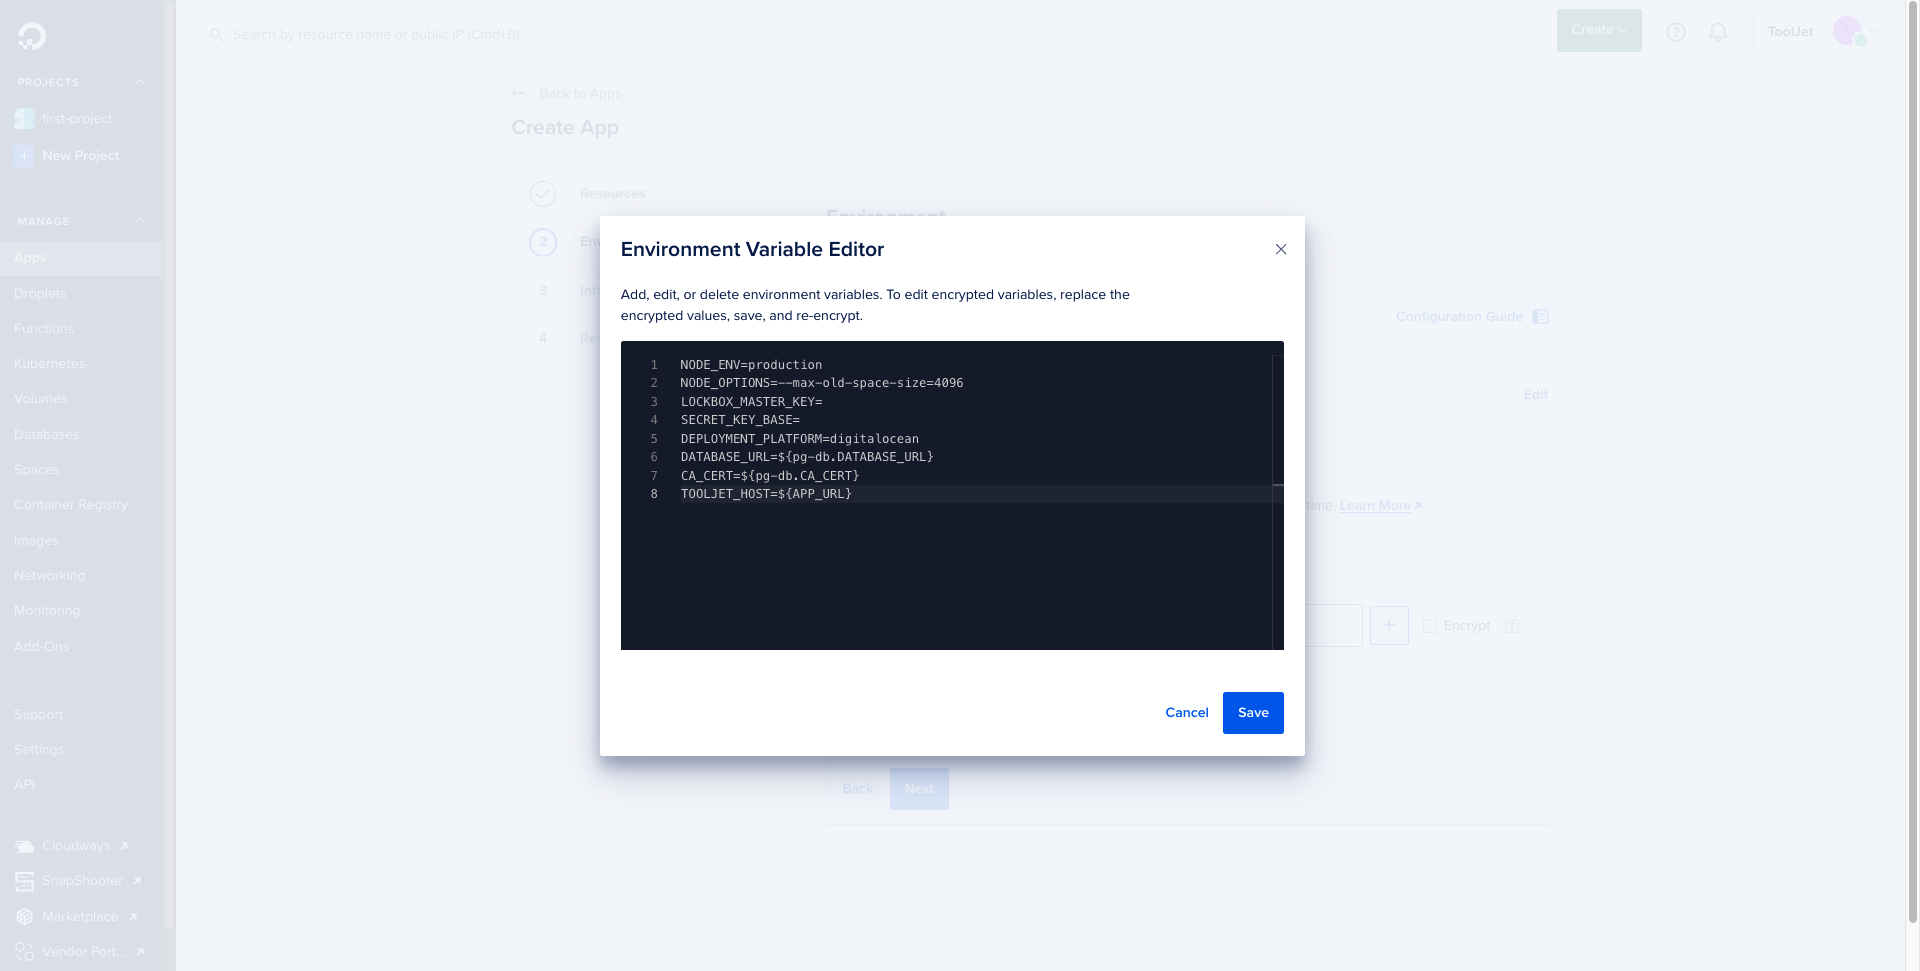 Search by resource name or public IP (Cmd+B)
Create
ToolJet
PROJECTS
first-project
New Project
MANAGE
Apps
Droplets
Functions
Kubernetes
Volumes
Databases
Spaces
Container Registry
Images
Networking
Monitoring
Add-Ons
Support
Settings
API
Cloudways
SnapShooter
Marketplace
Vendor Port...
Back to Apps
Create App
Resources
2
3
4
Environment
Configuration Guide
Edit
Learn More
Encrypt
Back
Next
Environment Variable Editor
Add, edit, or delete environment variables. To edit encrypted variables, replace the
encrypted values, save, and re-encrypt.
1 NODE_ENV=production
2 NODE_OPTIONS=--max-old-space-size=4096
3 LOCKBOX_MASTER_KEY=
4 SECRET_KEY_BASE=
5 DEPLOYMENT_PLATFORM=digitalocean
6 DATABASE_URL=${pg-db.DATABASE_URL}
7 CA_CERT=${pg-db.CA_CERT}
8 TOOLJET_HOST=${APP_URL}
Cancel
Save